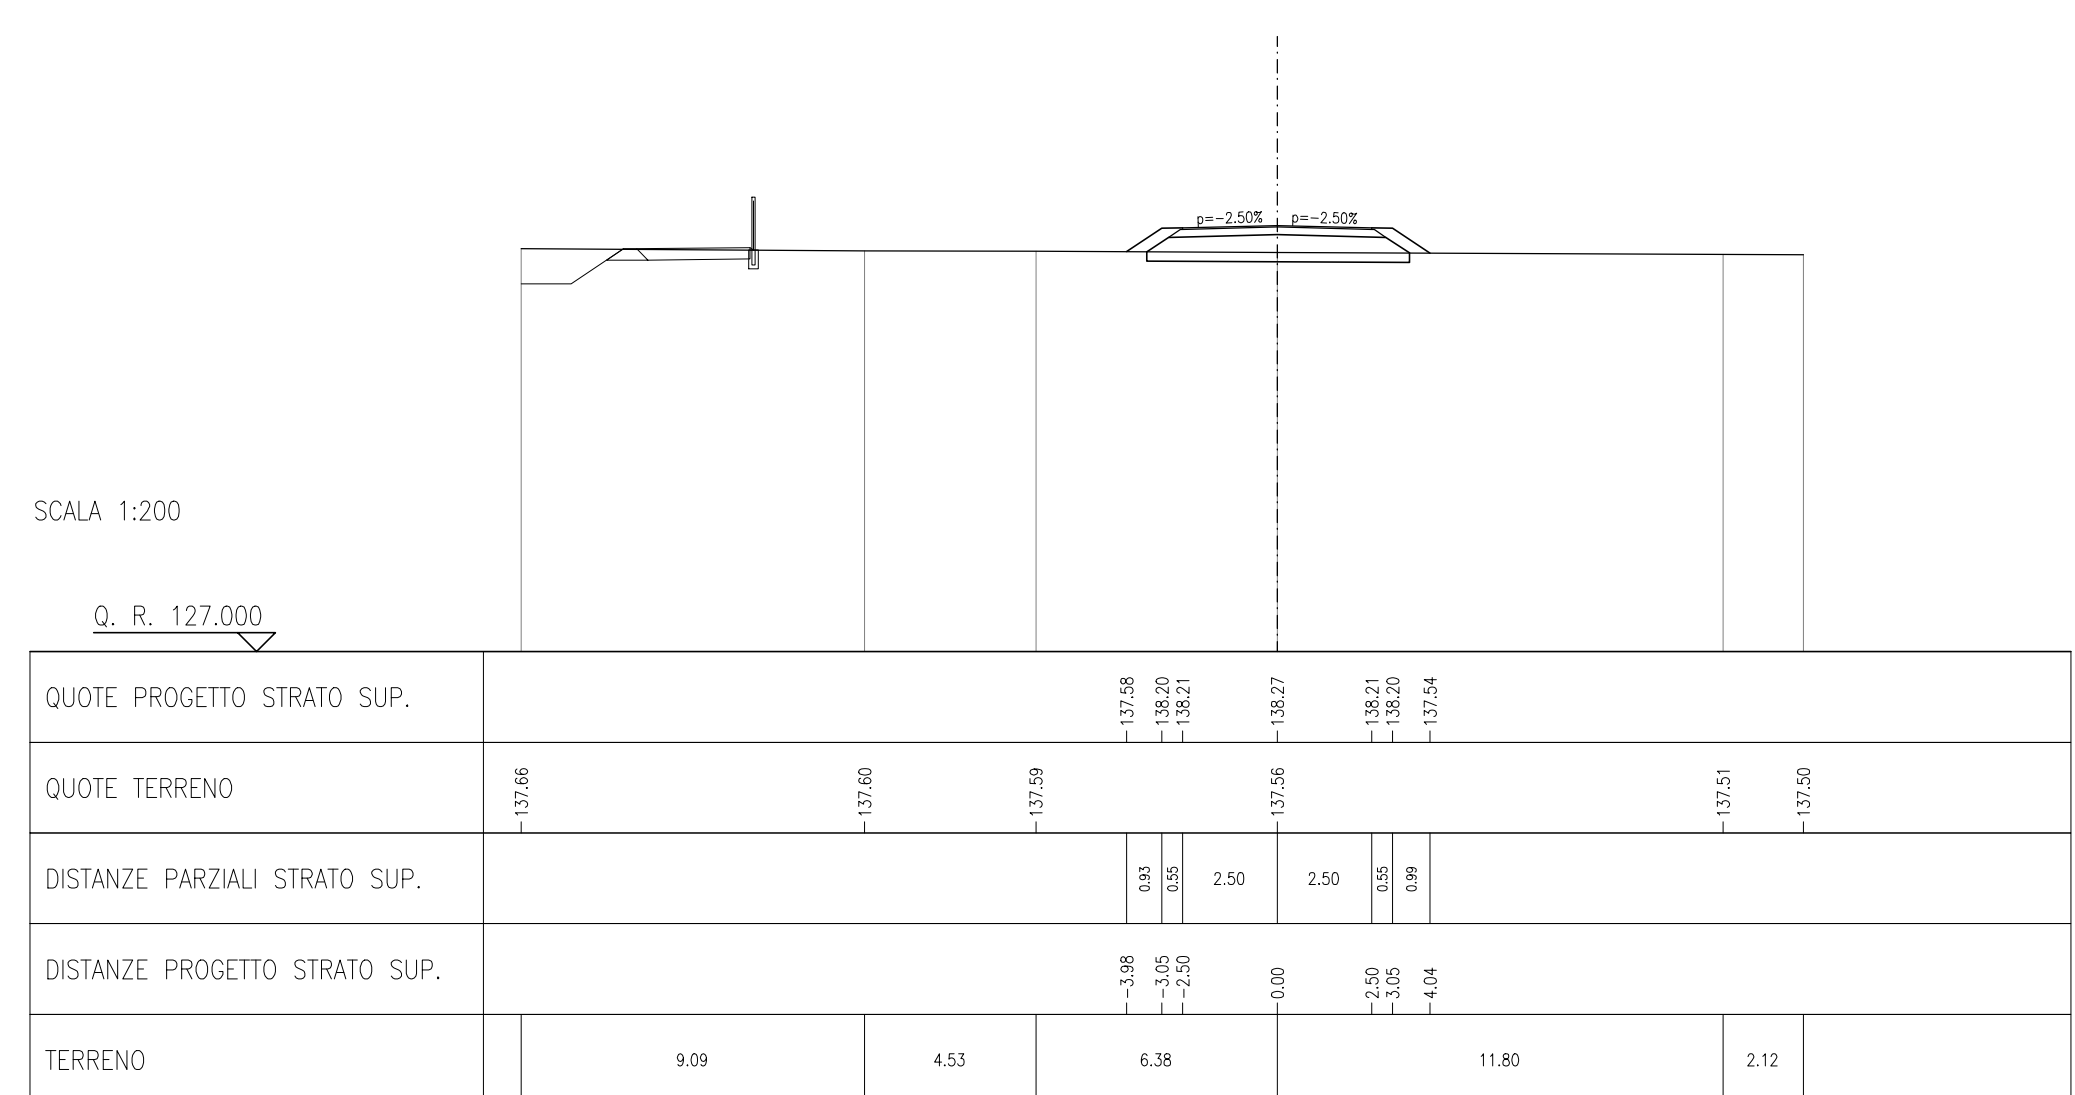 p=-2.50% p=-2.50%
SCALA 1:200
Q. R. 127.000
QUOTE PROGETTO STRATO SUP. 137.58 138.20 138.21 138.27 138.21 138.20 137.54
QUOTE TERRENO 137.66 137.60 137.59 137.56 137.51 137.50
DISTANZE PARZIALI STRATO SUP. 0.93 0.55 2.50 2.50 0.55 0.99
DISTANZE PROGETTO STRATO SUP. -3.98 -3.05 -2.50 0.00 2.50 3.05 4.04
TERRENO 9.09 4.53 6.38 11.80 2.12